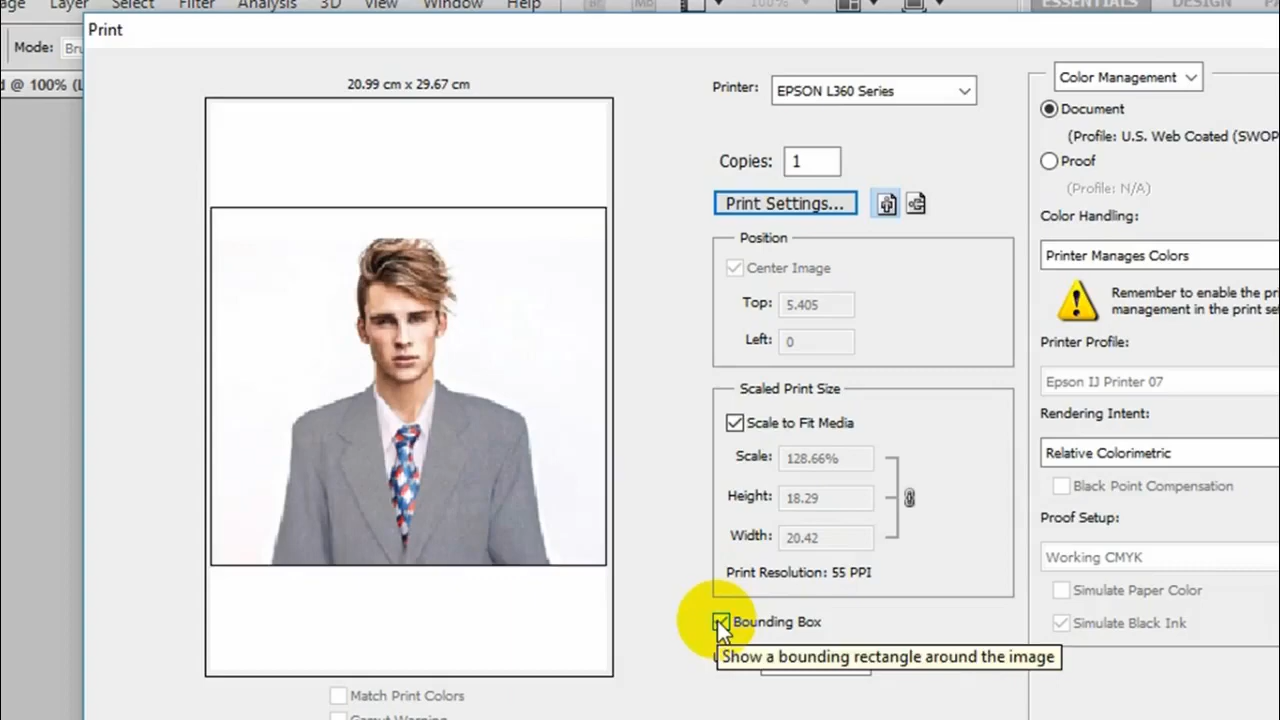 Layer Select Filter Analysis 3D View Window Help 100% ESSENTIALS DESIGN
Print
Mode:
@ 100%
20.99 cm x 29.67 cm
Printer: EPSON L360 Series
Copies: 1
Print Settings...
Position
Center Image
Top: 5.405
Left: 0
Scaled Print Size
Scale to Fit Media
Scale: 128.66%
Height: 18.29
Width: 20.42
Print Resolution: 55 PPI
Bounding Box
Show a bounding rectangle around the image
Match Print Colors
Gamut Warning
Color Management
Document
(Profile: U.S. Web Coated (SWOP
Proof
(Profile: N/A)
Color Handling:
Printer Manages Colors
Remember to enable the
management in the print
Printer Profile:
Epson IJ Printer 07
Rendering Intent:
Relative Colorimetric
Black Point Compensation
Proof Setup:
Working CMYK
Simulate Paper Color
Simulate Black Ink